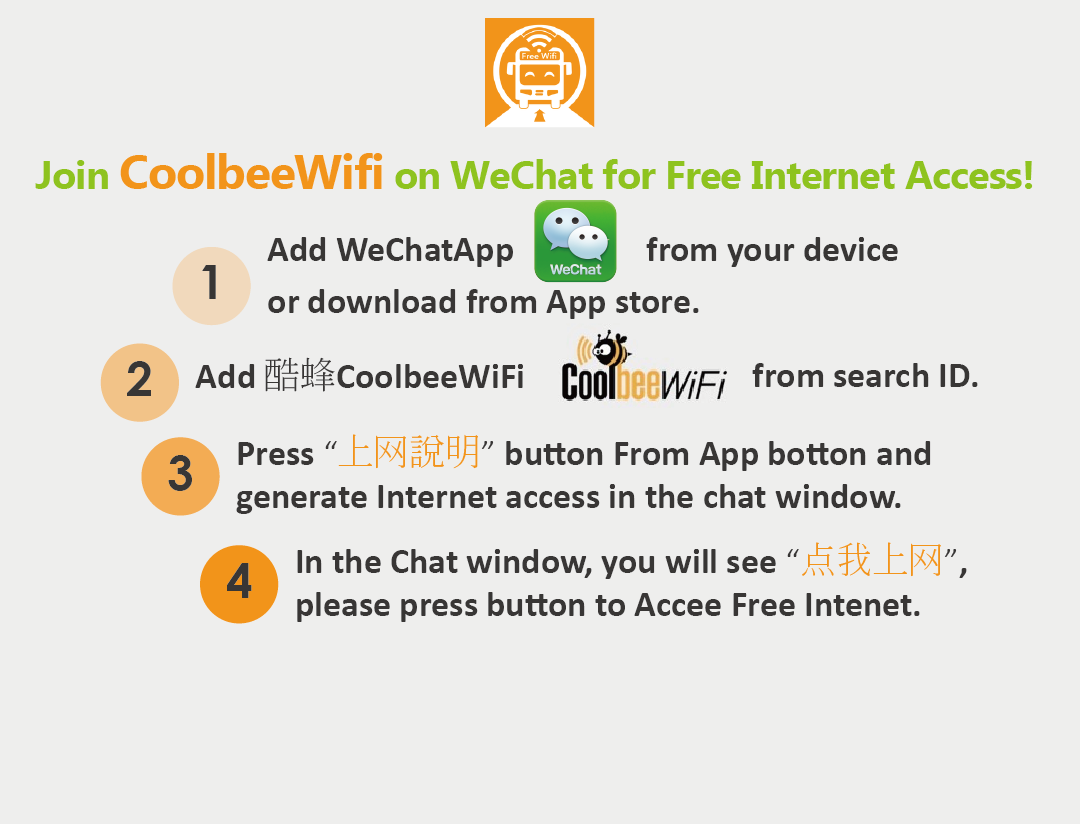 Free Wifi
Join CoolbeeWifi on WeChat for Free Internet Access!
1
Add WeChatApp WeChat from your device
or download from App store.
2
Add 酷蜂CoolbeeWiFi CoolbeeWiFi from search ID.
3
Press “上网說明” button From App botton and
generate Internet access in the chat window.
4
In the Chat window, you will see “点我上网”,
please press button to Accee Free Intenet.